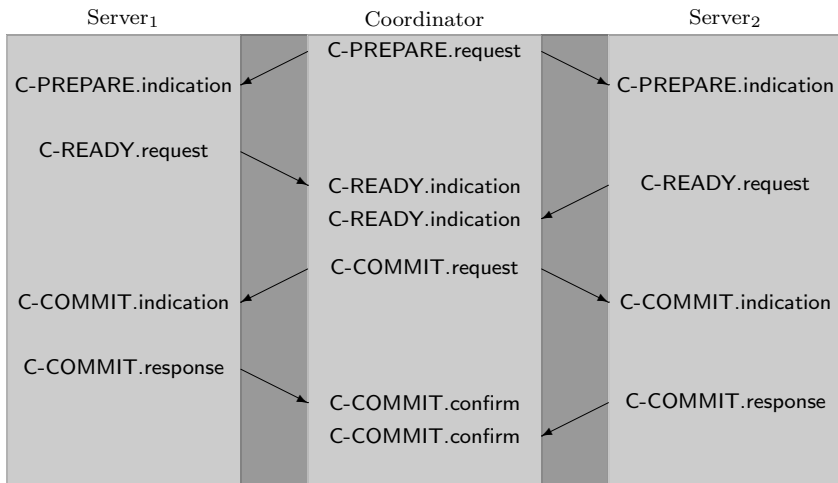 Server1 Coordinator Server2
C-PREPARE.request
C-PREPARE.indication C-PREPARE.indication
C-READY.request
C-READY.indication C-READY.request
C-READY.indication
C-COMMIT.request
C-COMMIT.indication C-COMMIT.indication
C-COMMIT.response
C-COMMIT.confirm C-COMMIT.response
C-COMMIT.confirm